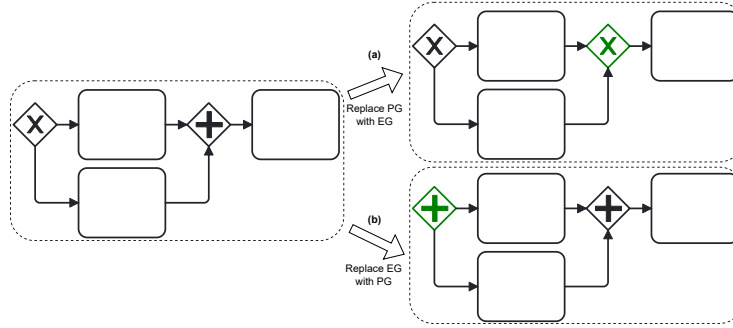 (a)
Replace PG
with EG
(b)
Replace EG
with PG